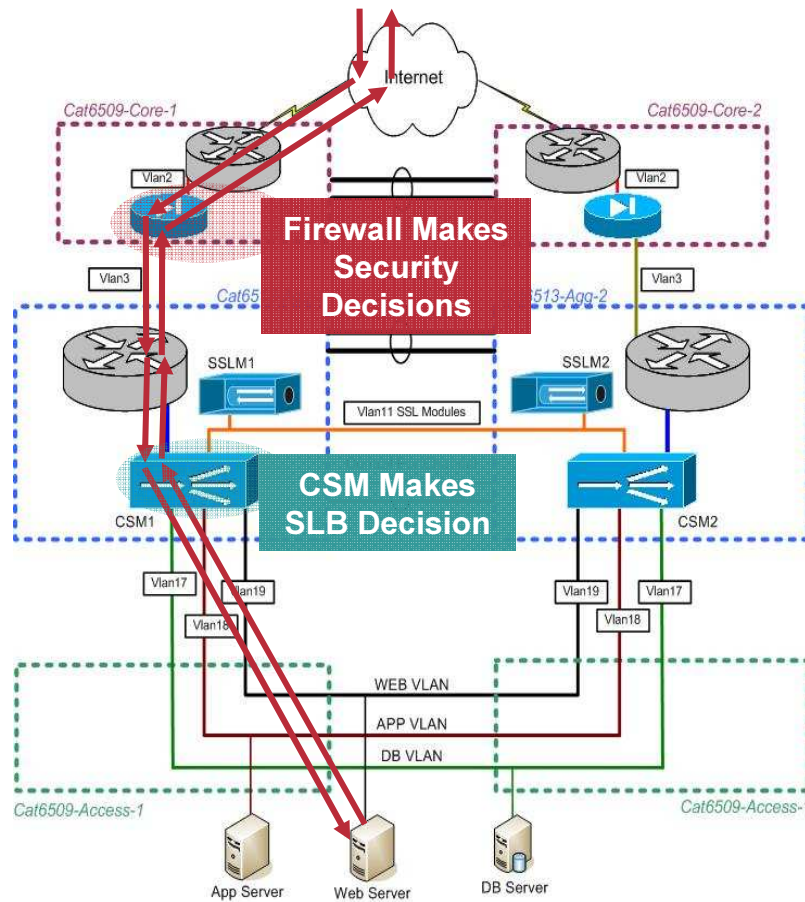 Internet
Cat6509-Core-1
Cat6509-Core-2
Vlan2
Vlan2
Firewall Makes
Security
Decisions
Vlan3
Vlan3
Cat65
513-Agg-2
SSLM1
SSLM2
Vlan11 SSL Modules
CSM Makes
SLB Decision
CSM1
CSM2
Vlan17
Vlan19
Vlan19
Vlan17
Vlan18
Vlan18
WEB VLAN
APP VLAN
DB VLAN
Cat6509-Access-1
Cat6509-Access-
App Server
Web Server
DB Server